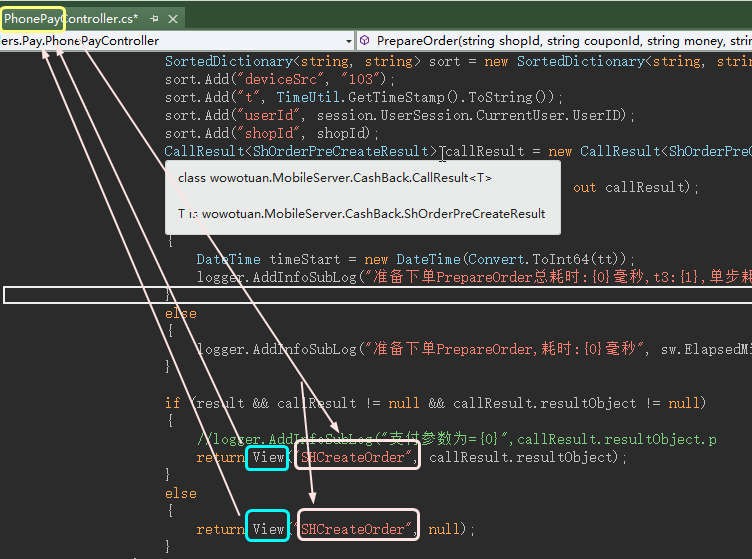 PhonePayController.cs*
ers.Pay.PhonePayController
PrepareOrder(string shopId, string couponId, string money, string
SortedDictionary<string, string> sort = new SortedDictionary<string, stri
sort.Add("deviceSrc", "103");
sort.Add("t", TimeUtil.GetTimeStamp().ToString());
sort.Add("userId", session.UserSession.CurrentUser.UserID);
sort.Add("shopId", shopId);
CallResult<ShOrderPreCreateResult> callResult = new CallResult<ShOrderPreC
class wowotuan.MobileServer.CashBack.CallResult<T>
out callResult);
T is wowotuan.MobileServer.CashBack.ShOrderPreCreateResult
{
DateTime timeStart = new DateTime(Convert.ToInt64(tt));
logger.AddInfoSubLog("准备下单PrepareOrder总耗时:{0}毫秒,t3:{1},单步耗
}
else
{
logger.AddInfoSubLog("准备下单PrepareOrder,耗时:{0}毫秒", sw.ElapsedMi
}
if (result && callResult != null && callResult.resultObject != null)
{
//logger.AddInfoSubLog("支付参数为={0}",callResult.resultObject.p
return View("SHCreateOrder", callResult.resultObject);
}
else
{
return View("SHCreateOrder", null);
}